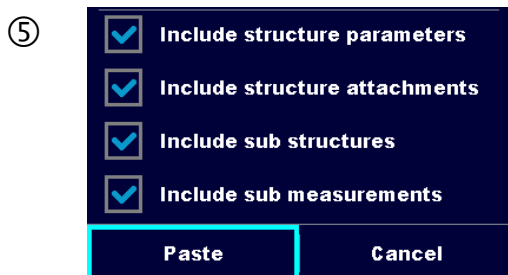 ⑤
Include structure parameters
Include structure attachments
Include sub structures
Include sub measurements
Paste Cancel